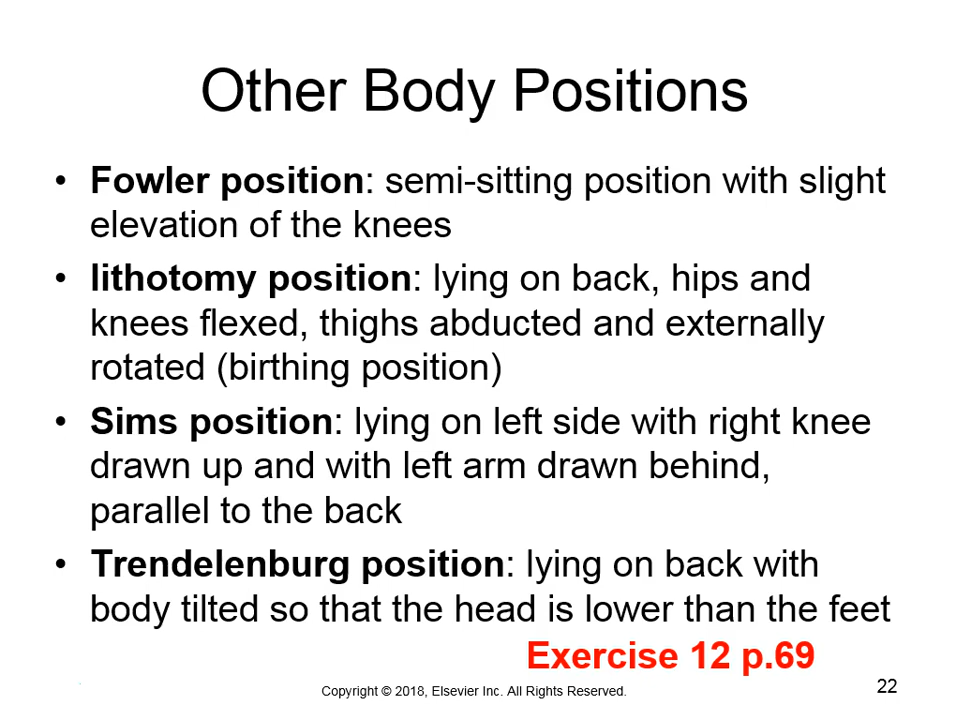 Other Body Positions
• Fowler position: semi-sitting position with slight
elevation of the knees
• lithotomy position: lying on back, hips and
knees flexed, thighs abducted and externally
rotated (birthing position)
• Sims position: lying on left side with right knee
drawn up and with left arm drawn behind,
parallel to the back
• Trendelenburg position: lying on back with
body tilted so that the head is lower than the feet
Exercise 12 p.69
Copyright © 2018, Elsevier Inc. All Rights Reserved.
22